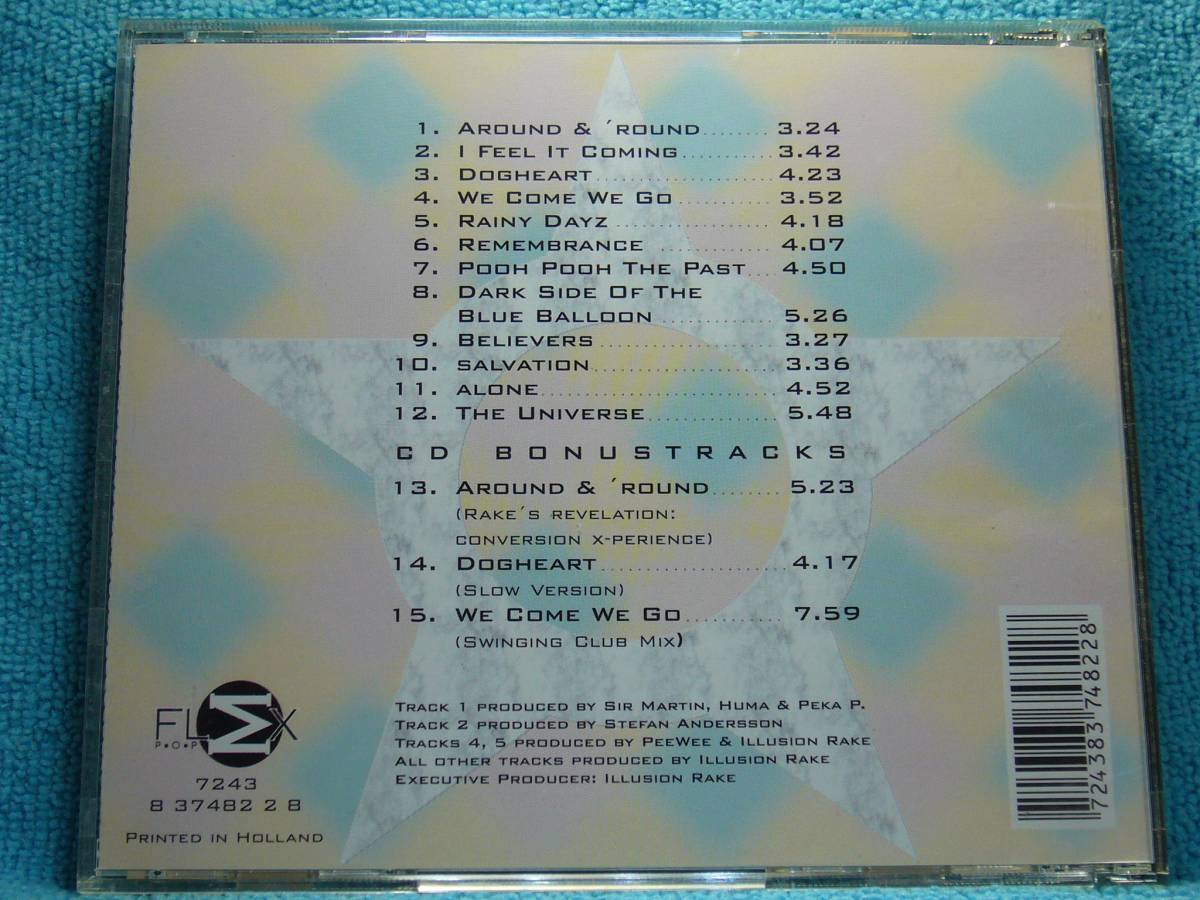 1. AROUND & ´ROUND........ 3.24
2. I FEEL IT COMING........... 3.42
3. DOGHEART...................... 4.23
4. WE COME WE GO........... 3.52
5. RAINY DAYZ................... 4.18
6. REMEMBRANCE ............... 4.07
7. POOH POOH THE PAST... 4.50
8. DARK SIDE OF THE
BLUE BALLOON.............. 5.26
9. BELIEVERS..................... 3.27
10. SALVATION...................... 3.36
11. ALONE............................ 4.52
12. THE UNIVERSE............... 5.48
CD BONUSTRACKS
13. AROUND & ´ROUND........ 5.23
(RAKE´S REVELATION:
CONVERSION X-PERIENCE)
14. DOGHEART...................... 4.17
(SLOW VERSION)
15. WE COME WE GO........... 7.59
(SWINGING CLUB MIX)
TRACK 1 PRODUCED BY SIR MARTIN, HUMA & PEKA P.
TRACK 2 PRODUCED BY STEFAN ANDERSSON
TRACKS 4, 5 PRODUCED BY PEEWEE & ILLUSION RAKE
ALL OTHER TRACKS PRODUCED BY ILLUSION RAKE
EXECUTIVE PRODUCER: ILLUSION RAKE
FLΣX
P•O•P
7243
8 37482 2 8
PRINTED IN HOLLAND
7 24383 74822 8